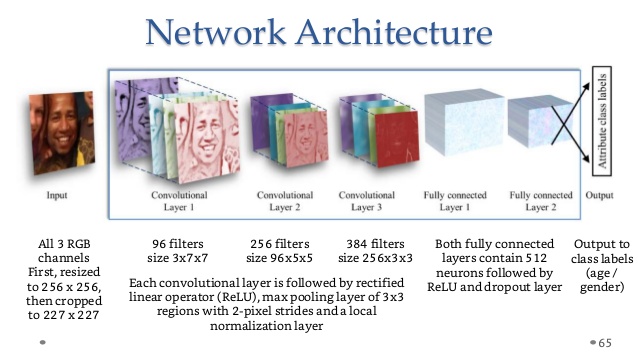 Network Architecture
Attribute class labels
Input
Convolutional
Layer 1
Convolutional
Layer 2
Convolutional
Layer 3
Fully connected
Layer 1
Fully connected
Layer 2
Output
All 3 RGB
channels
First, resized
to 256 x 256,
then cropped
to 227 x 227
96 filters
size 3x7x7
256 filters
size 96x5x5
384 filters
size 256x3x3
Each convolutional layer is followed by rectified
linear operator (ReLU), max pooling layer of 3x3
regions with 2-pixel strides and a local
normalization layer
Both fully connected
layers contain 512
neurons followed by
ReLU and dropout layer
Output to
class labels
(age /
gender)
65